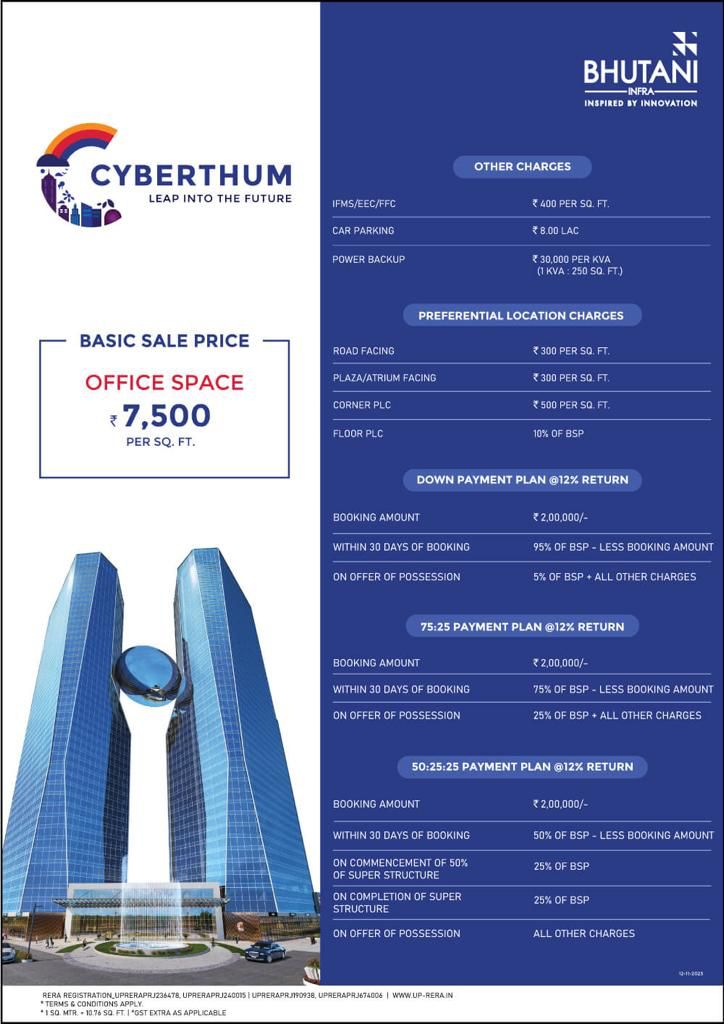 BHUTANI
INFRA
INSPIRED BY INNOVATION
CYBERTHUM
LEAP INTO THE FUTURE
BASIC SALE PRICE
OFFICE SPACE
₹ 7,500
PER SQ. FT.
OTHER CHARGES
IFMS/EEC/FFC ₹ 400 PER SQ. FT.
CAR PARKING ₹ 8.00 LAC
POWER BACKUP ₹ 30,000 PER KVA
(1 KVA : 250 SQ. FT.)
PREFERENTIAL LOCATION CHARGES
ROAD FACING ₹ 300 PER SQ. FT.
PLAZA/ATRIUM FACING ₹ 300 PER SQ. FT.
CORNER PLC ₹ 500 PER SQ. FT.
FLOOR PLC 10% OF BSP
DOWN PAYMENT PLAN @12% RETURN
BOOKING AMOUNT ₹ 2,00,000/-
WITHIN 30 DAYS OF BOOKING 95% OF BSP - LESS BOOKING AMOUNT
ON OFFER OF POSSESSION 5% OF BSP + ALL OTHER CHARGES
75:25 PAYMENT PLAN @12% RETURN
BOOKING AMOUNT ₹ 2,00,000/-
WITHIN 30 DAYS OF BOOKING 75% OF BSP - LESS BOOKING AMOUNT
ON OFFER OF POSSESSION 25% OF BSP + ALL OTHER CHARGES
50:25:25 PAYMENT PLAN @12% RETURN
BOOKING AMOUNT ₹ 2,00,000/-
WITHIN 30 DAYS OF BOOKING 50% OF BSP - LESS BOOKING AMOUNT
ON COMMENCEMENT OF 50%
OF SUPER STRUCTURE 25% OF BSP
ON COMPLETION OF SUPER
STRUCTURE 25% OF BSP
ON OFFER OF POSSESSION ALL OTHER CHARGES
12-11-2025
RERA REGISTRATION_UPRERAPRJ236478, UPRERAPRJ240015 | UPRERAPRJ190938, UPRERAPRJ674006 | WWW.UP-RERA.IN
* TERMS & CONDITIONS APPLY.
* 1 SQ. MTR. = 10.76 SQ. FT. | *GST EXTRA AS APPLICABLE